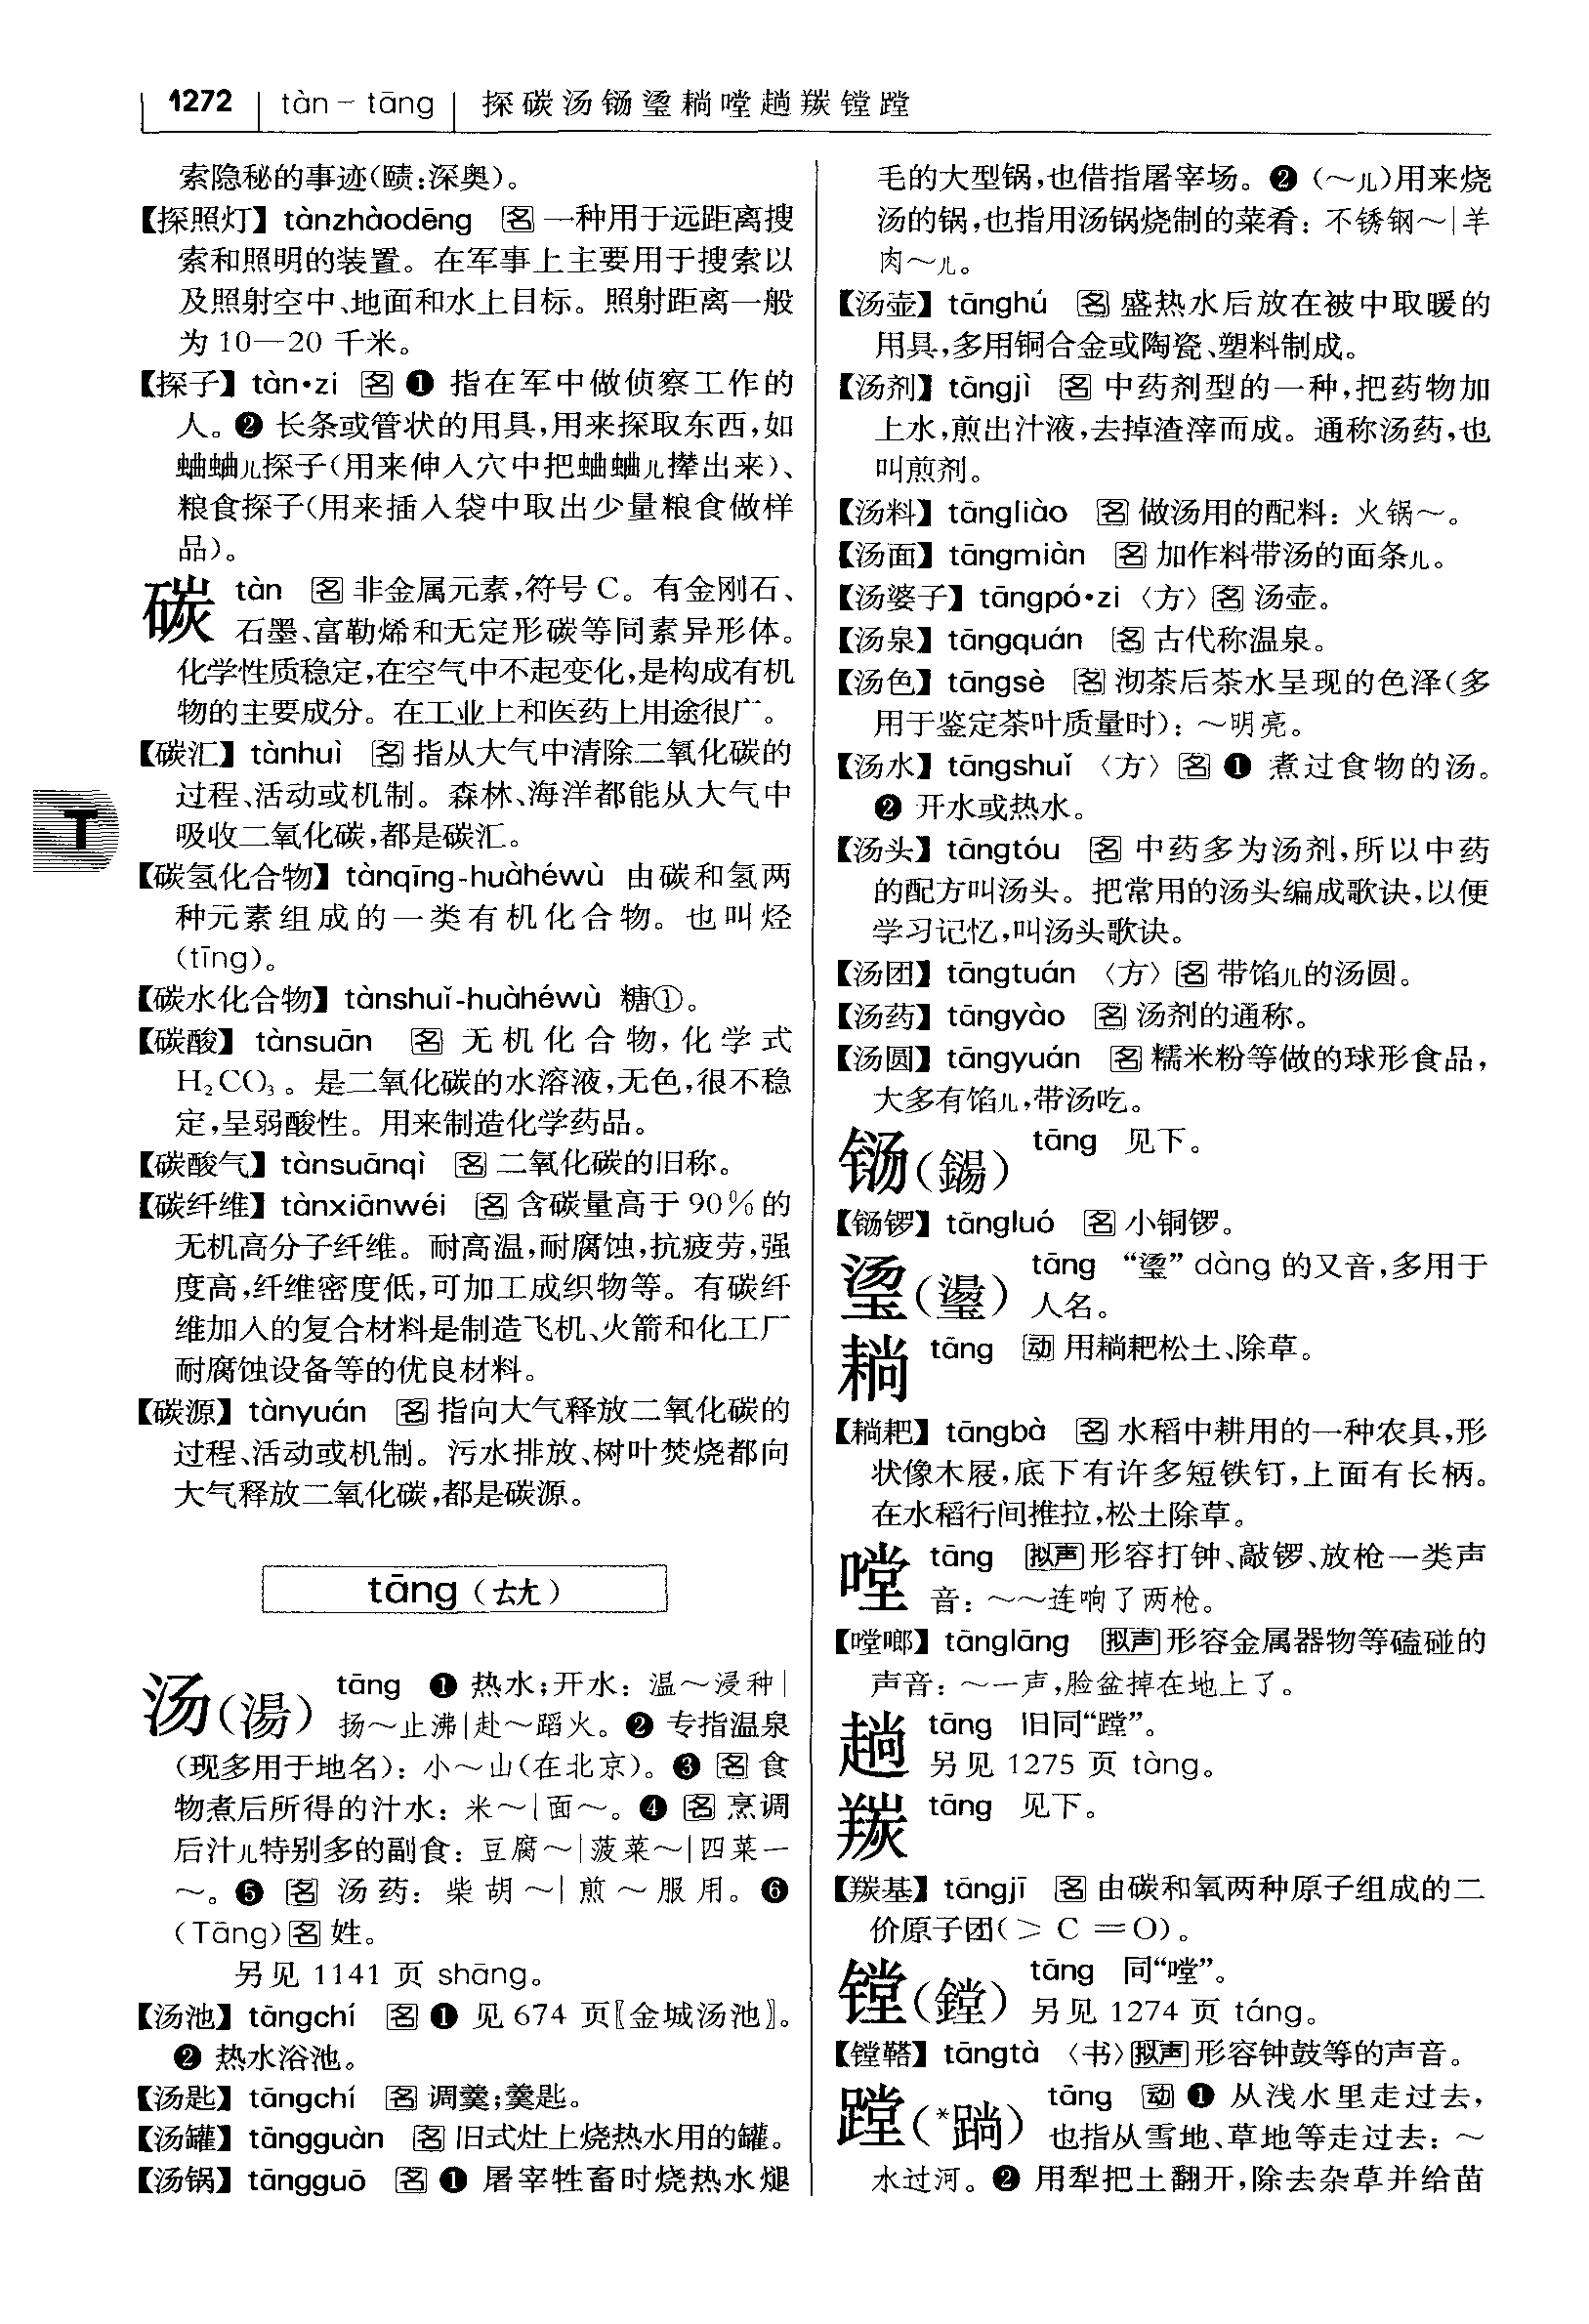 1272 tàn – tāng 探碳汤铴𫘝耥嘡趟羰镗蹚
索隐秘的事迹(赜:深奥)。
【探照灯】 tànzhàodēng 名 一种用于远距离搜
索和照明的装置。在军事上主要用于搜索以
及照射空中、地面和水上目标。照射距离一般
为 10—20 千米。
【探子】 tàn·zi 名 ❶ 指在军中做侦察工作的
人。❷ 长条或管状的用具,用来探取东西,如
蛐蛐儿探子(用来伸入穴中把蛐蛐儿撵出来)、
粮食探子(用来插入袋中取出少量粮食做样
品)。
碳 tàn 名 非金属元素,符号 C。有金刚石、
石墨、富勒烯和无定形碳等同素异形体。
化学性质稳定,在空气中不起变化,是构成有机
物的主要成分。在工业上和医药上用途很广。
【碳汇】 tànhuì 名 指从大气中清除二氧化碳的
过程、活动或机制。森林、海洋都能从大气中
吸收二氧化碳,都是碳汇。
【碳氢化合物】 tànqīng-huàhéwù 由碳和氢两
种元素组成的一类有机化合物。也叫烃
(tīng)。
【碳水化合物】 tànshuǐ-huàhéwù 糖①。
【碳酸】 tànsuān 名 无机化合物,化学式
H₂CO₃。是二氧化碳的水溶液,无色,很不稳
定,呈弱酸性。用来制造化学药品。
【碳酸气】 tànsuānqì 名 二氧化碳的旧称。
【碳纤维】 tànxiānwéi 名 含碳量高于 90%的
无机高分子纤维。耐高温,耐腐蚀,抗疲劳,强
度高,纤维密度低,可加工成织物等。有碳纤
维加入的复合材料是制造飞机、火箭和化工厂
耐腐蚀设备等的优良材料。
【碳源】 tànyuán 名 指向大气释放二氧化碳的
过程、活动或机制。污水排放、树叶焚烧都向
大气释放二氧化碳,都是碳源。
tāng (ㄊㄤ)
汤(湯) tāng ❶ 热水;开水:温~浸种|
扬~止沸|赴~蹈火。❷ 专指温泉
(现多用于地名):小~山(在北京)。❸ 名 食
物煮后所得的汁水:米~|面~。❹ 名 烹调
后汁儿特别多的副食:豆腐~|菠菜~|四菜一
~。❺ 名 汤药:柴胡~|煎~服用。❻
(Tāng) 名 姓。
另见 1141 页 shāng。
【汤池】 tāngchí 名 ❶ 见 674 页〖金城汤池〗。
❷ 热水浴池。
【汤匙】 tāngchí 名 调羹;羹匙。
【汤罐】 tāngguàn 名 旧式灶上烧热水用的罐。
【汤锅】 tāngguō 名 ❶ 屠宰牲畜时烧热水煺
毛的大型锅,也借指屠宰场。❷ (~儿)用来烧
汤的锅,也指用汤锅烧制的菜肴:不锈钢~|羊
肉~儿。
【汤壶】 tānghú 名 盛热水后放在被中取暖的
用具,多用铜合金或陶瓷、塑料制成。
【汤剂】 tāngjì 名 中药剂型的一种,把药物加
上水,煎出汁液,去掉渣滓而成。通称汤药,也
叫煎剂。
【汤料】 tāngliào 名 做汤用的配料:火锅~。
【汤面】 tāngmiàn 名 加作料带汤的面条儿。
【汤婆子】 tāngpó·zi 〈方〉 名 汤壶。
【汤泉】 tāngquán 名 古代称温泉。
【汤色】 tāngsè 名 沏茶后茶水呈现的色泽(多
用于鉴定茶叶质量时):~明亮。
【汤水】 tāngshuǐ 〈方〉 名 ❶ 煮过食物的汤。
❷ 开水或热水。
【汤头】 tāngtóu 名 中药多为汤剂,所以中药
的配方叫汤头。把常用的汤头编成歌诀,以便
学习记忆,叫汤头歌诀。
【汤团】 tāngtuán 〈方〉 名 带馅儿的汤圆。
【汤药】 tāngyào 名 汤剂的通称。
【汤圆】 tāngyuán 名 糯米粉等做的球形食品,
大多有馅儿,带汤吃。
铴(鐋) tāng 见下。
【铴锣】 tāngluó 名 小铜锣。
(璗) tāng “ ” dàng 的又音,多用于
人名。
耥 tāng 动 用耥耙松土、除草。
【耥耙】 tāngbà 名 水稻中耕用的一种农具,形
状像木屐,底下有许多短铁钉,上面有长柄。
在水稻行间推拉,松土除草。
嘡 tāng 拟声 形容打钟、敲锣、放枪一类声
音:~~连响了两枪。
【嘡啷】 tānglāng 拟声 形容金属器物等磕碰的
声音:~一声,脸盆掉在地上了。
趟 tāng 旧同“蹚”。
另见 1275 页 tàng。
羰 tāng 见下。
【羰基】 tāngjī 名 由碳和氧两种原子组成的二
价原子团(＞C＝O)。
镗(鏜) tāng 同“嘡”。
另见 1274 页 táng。
【镗鞳】 tāngtà 〈书〉 拟声 形容钟鼓等的声音。
蹚(*踼) tāng 动 ❶ 从浅水里走过去,
也指从雪地、草地等走过去:~
水过河。❷ 用犁把土翻开,除去杂草并给苗
T